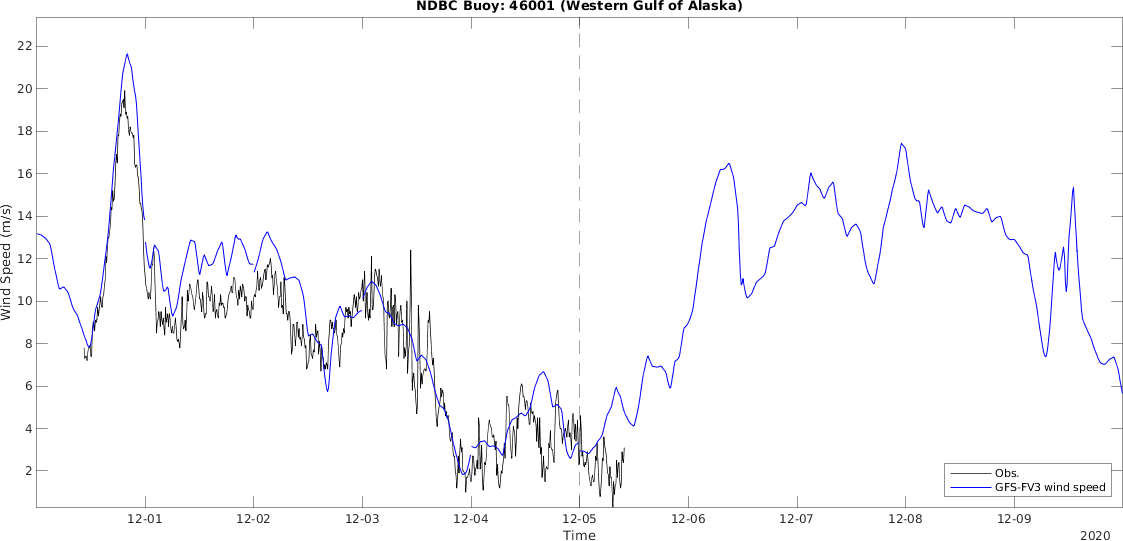 NDBC Buoy: 46001 (Western Gulf of Alaska)
22
20
18
16
14
12
10
8
6
4
2
Wind Speed (m/s)
Obs.
GFS-FV3 wind speed
12-01 12-02 12-03 12-04 12-05 12-06 12-07 12-08 12-09
Time
2020